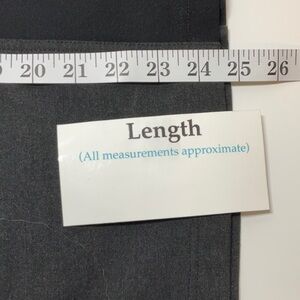 20 21 22 23 24 25 26
Length
(All measurements approximate)